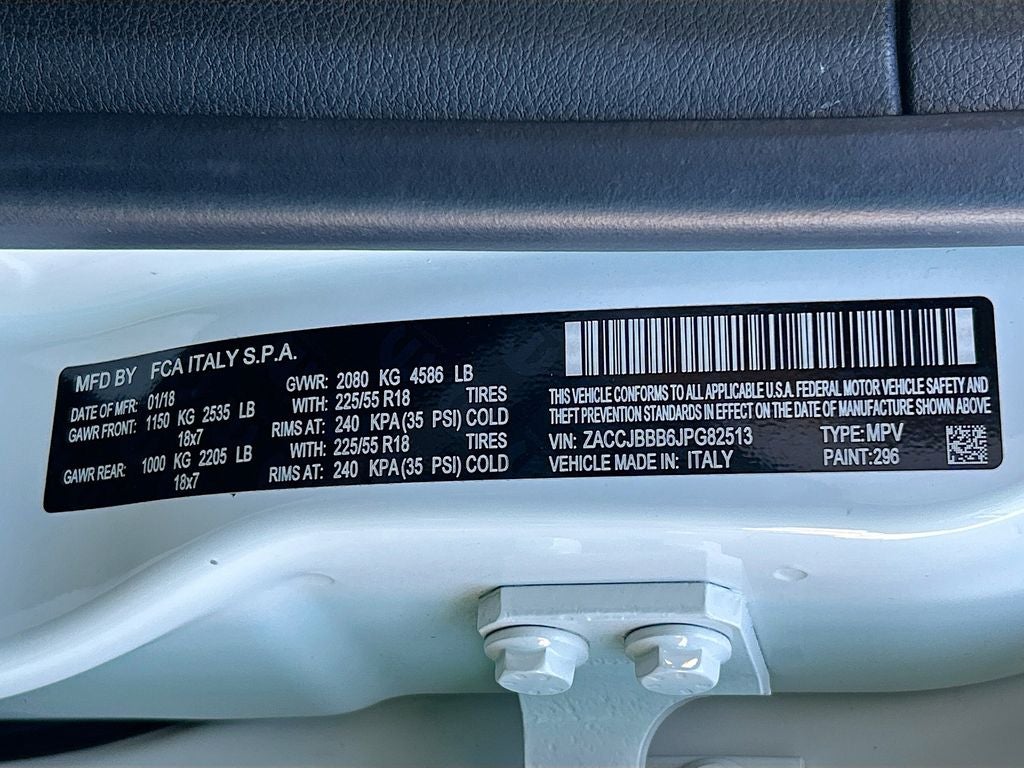 MFD BY FCA ITALY S.P.A.
DATE OF MFR: 01/18 GVWR: 2080 KG 4586 LB
GAWR FRONT: 1150 KG 2535 LB WITH: 225/55 R18 TIRES
18x7 RIMS AT: 240 KPA(35 PSI) COLD
GAWR REAR: 1000 KG 2205 LB WITH: 225/55 R18 TIRES
18x7 RIMS AT: 240 KPA(35 PSI) COLD
THIS VEHICLE CONFORMS TO ALL APPLICABLE U.S.A. FEDERAL MOTOR VEHICLE SAFETY AND
THEFT PREVENTION STANDARDS IN EFFECT ON THE DATE OF MANUFACTURE SHOWN ABOVE
VIN: ZACCJBBB6JPG82513 TYPE:MPV
VEHICLE MADE IN: ITALY PAINT:296